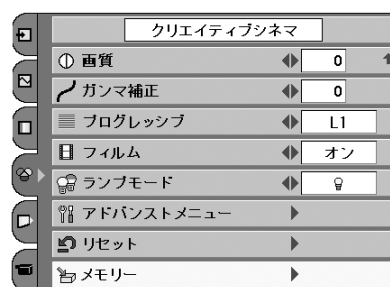 クリエイティブシネマ
画質 0
ガンマ補正 0
プログレッシブ L1
フィルム オン
ランプモード
アドバンストメニュー
リセット
メモリー